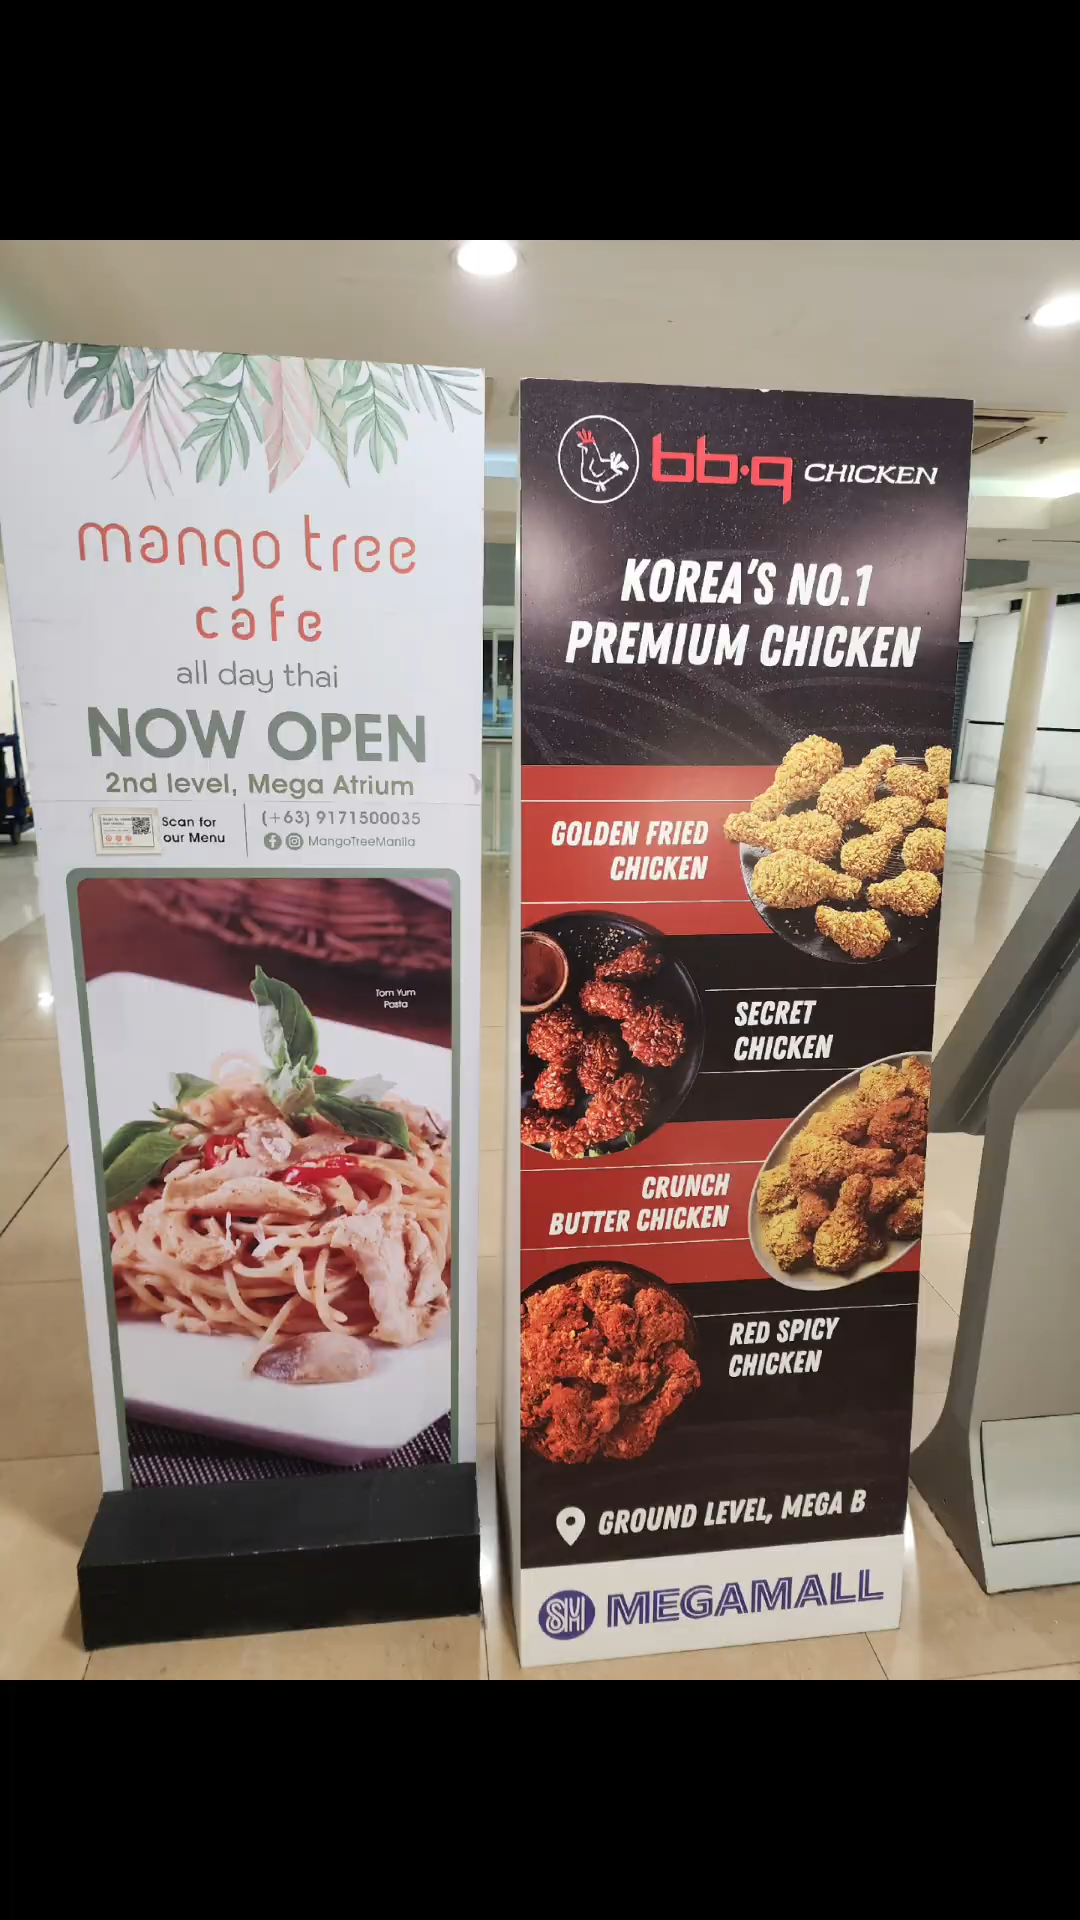 mango tree
cafe
all day thai
NOW OPEN
2nd level, Mega Atrium
Scan for
our Menu
(+63) 9171500035
MangoTreeManila
Tom Yum
Pasta
bb.q CHICKEN
KOREA'S NO.1
PREMIUM CHICKEN
GOLDEN FRIED
CHICKEN
SECRET
CHICKEN
CRUNCH
BUTTER CHICKEN
RED SPICY
CHICKEN
GROUND LEVEL, MEGA B
SM MEGAMALL